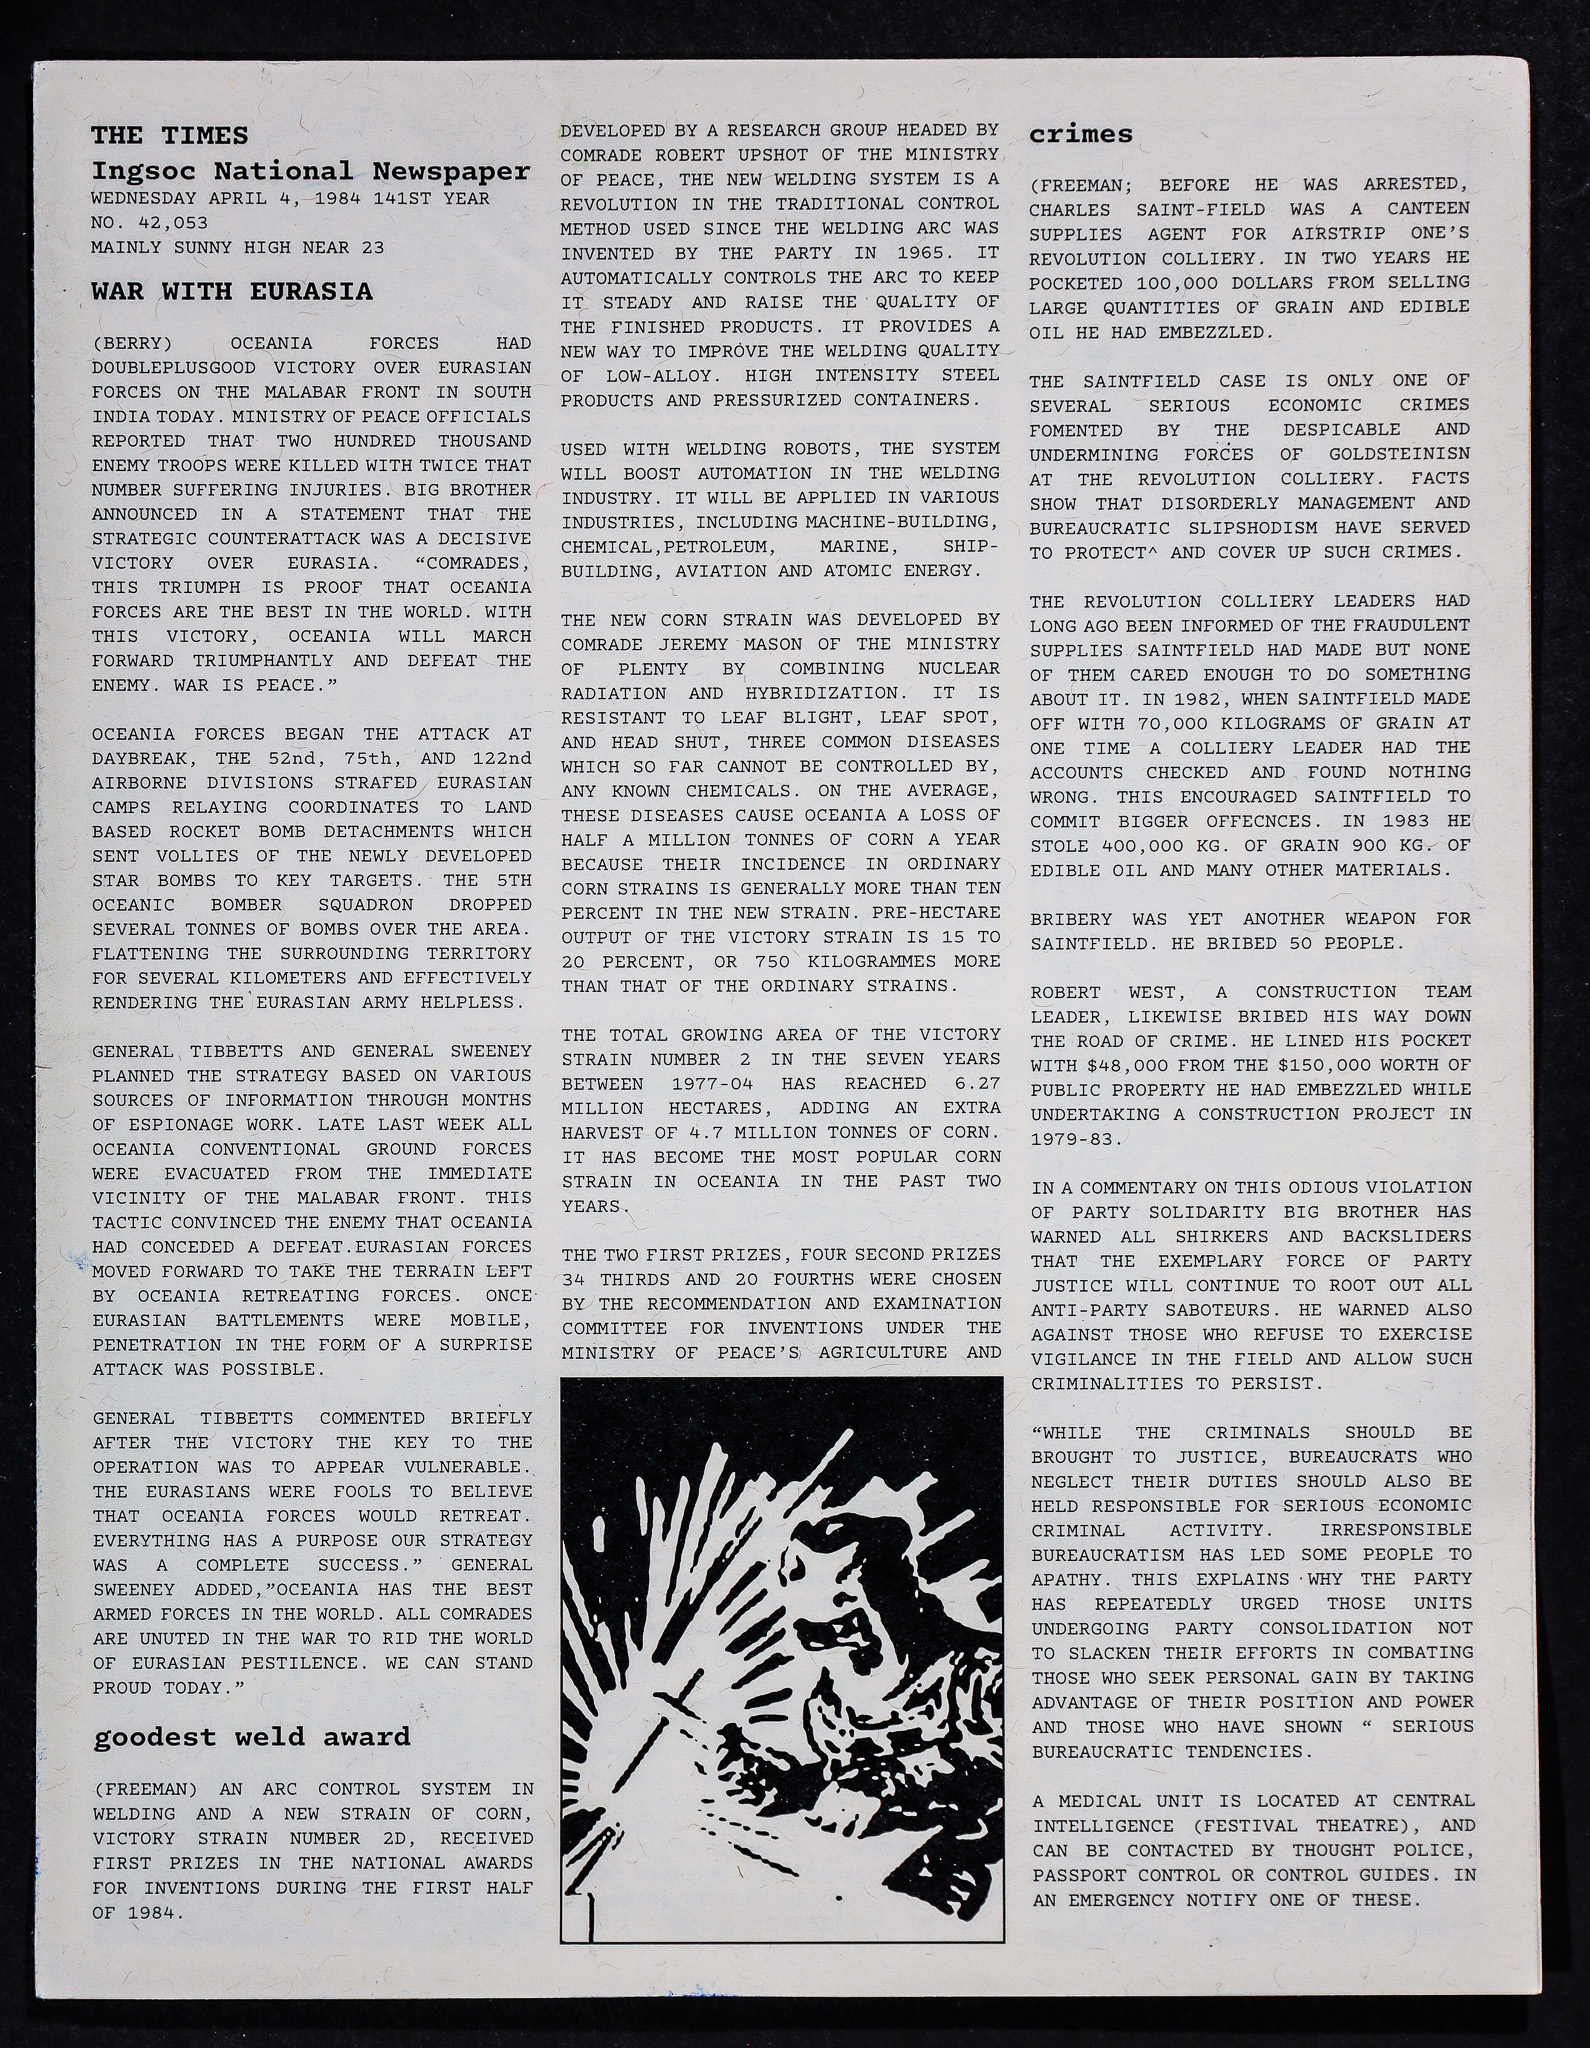 THE TIMES
Ingsoc National Newspaper
WEDNESDAY APRIL 4, 1984 141ST YEAR
NO. 42,053
MAINLY SUNNY HIGH NEAR 23
WAR WITH EURASIA
(BERRY) OCEANIA FORCES HAD
DOUBLEPLUSGOOD VICTORY OVER EURASIAN
FORCES ON THE MALABAR FRONT IN SOUTH
INDIA TODAY. MINISTRY OF PEACE OFFICIALS
REPORTED THAT TWO HUNDRED THOUSAND
ENEMY TROOPS WERE KILLED WITH TWICE THAT
NUMBER SUFFERING INJURIES. BIG BROTHER
ANNOUNCED IN A STATEMENT THAT THE
STRATEGIC COUNTERATTACK WAS A DECISIVE
VICTORY OVER EURASIA. “COMRADES,
THIS TRIUMPH IS PROOF THAT OCEANIA
FORCES ARE THE BEST IN THE WORLD. WITH
THIS VICTORY, OCEANIA WILL MARCH
FORWARD TRIUMPHANTLY AND DEFEAT THE
ENEMY. WAR IS PEACE.”
OCEANIA FORCES BEGAN THE ATTACK AT
DAYBREAK, THE 52nd, 75th, AND 122nd
AIRBORNE DIVISIONS STRAFED EURASIAN
CAMPS RELAYING COORDINATES TO LAND
BASED ROCKET BOMB DETACHMENTS WHICH
SENT VOLLIES OF THE NEWLY DEVELOPED
STAR BOMBS TO KEY TARGETS. THE 5TH
OCEANIC BOMBER SQUADRON DROPPED
SEVERAL TONNES OF BOMBS OVER THE AREA.
FLATTENING THE SURROUNDING TERRITORY
FOR SEVERAL KILOMETERS AND EFFECTIVELY
RENDERING THE EURASIAN ARMY HELPLESS.
GENERAL TIBBETTS AND GENERAL SWEENEY
PLANNED THE STRATEGY BASED ON VARIOUS
SOURCES OF INFORMATION THROUGH MONTHS
OF ESPIONAGE WORK. LATE LAST WEEK ALL
OCEANIA CONVENTIONAL GROUND FORCES
WERE EVACUATED FROM THE IMMEDIATE
VICINITY OF THE MALABAR FRONT. THIS
TACTIC CONVINCED THE ENEMY THAT OCEANIA
HAD CONCEDED A DEFEAT.EURASIAN FORCES
MOVED FORWARD TO TAKE THE TERRAIN LEFT
BY OCEANIA RETREATING FORCES. ONCE
EURASIAN BATTLEMENTS WERE MOBILE,
PENETRATION IN THE FORM OF A SURPRISE
ATTACK WAS POSSIBLE.
GENERAL TIBBETTS COMMENTED BRIEFLY
AFTER THE VICTORY THE KEY TO THE
OPERATION WAS TO APPEAR VULNERABLE.
THE EURASIANS WERE FOOLS TO BELIEVE
THAT OCEANIA FORCES WOULD RETREAT.
EVERYTHING HAS A PURPOSE OUR STRATEGY
WAS A COMPLETE SUCCESS.” GENERAL
SWEENEY ADDED,”OCEANIA HAS THE BEST
ARMED FORCES IN THE WORLD. ALL COMRADES
ARE UNUTED IN THE WAR TO RID THE WORLD
OF EURASIAN PESTILENCE. WE CAN STAND
PROUD TODAY.”
goodest weld award
(FREEMAN) AN ARC CONTROL SYSTEM IN
WELDING AND A NEW STRAIN OF CORN,
VICTORY STRAIN NUMBER 2D, RECEIVED
FIRST PRIZES IN THE NATIONAL AWARDS
FOR INVENTIONS DURING THE FIRST HALF
OF 1984.
DEVELOPED BY A RESEARCH GROUP HEADED BY
COMRADE ROBERT UPSHOT OF THE MINISTRY
OF PEACE, THE NEW WELDING SYSTEM IS A
REVOLUTION IN THE TRADITIONAL CONTROL
METHOD USED SINCE THE WELDING ARC WAS
INVENTED BY THE PARTY IN 1965. IT
AUTOMATICALLY CONTROLS THE ARC TO KEEP
IT STEADY AND RAISE THE QUALITY OF
THE FINISHED PRODUCTS. IT PROVIDES A
NEW WAY TO IMPROVE THE WELDING QUALITY
OF LOW-ALLOY. HIGH INTENSITY STEEL
PRODUCTS AND PRESSURIZED CONTAINERS.
USED WITH WELDING ROBOTS, THE SYSTEM
WILL BOOST AUTOMATION IN THE WELDING
INDUSTRY. IT WILL BE APPLIED IN VARIOUS
INDUSTRIES, INCLUDING MACHINE-BUILDING,
CHEMICAL,PETROLEUM, MARINE, SHIP-
BUILDING, AVIATION AND ATOMIC ENERGY.
THE NEW CORN STRAIN WAS DEVELOPED BY
COMRADE JEREMY MASON OF THE MINISTRY
OF PLENTY BY COMBINING NUCLEAR
RADIATION AND HYBRIDIZATION. IT IS
RESISTANT TO LEAF BLIGHT, LEAF SPOT,
AND HEAD SHUT, THREE COMMON DISEASES
WHICH SO FAR CANNOT BE CONTROLLED BY,
ANY KNOWN CHEMICALS. ON THE AVERAGE,
THESE DISEASES CAUSE OCEANIA A LOSS OF
HALF A MILLION TONNES OF CORN A YEAR
BECAUSE THEIR INCIDENCE IN ORDINARY
CORN STRAINS IS GENERALLY MORE THAN TEN
PERCENT IN THE NEW STRAIN. PRE-HECTARE
OUTPUT OF THE VICTORY STRAIN IS 15 TO
20 PERCENT, OR 750 KILOGRAMMES MORE
THAN THAT OF THE ORDINARY STRAINS.
THE TOTAL GROWING AREA OF THE VICTORY
STRAIN NUMBER 2 IN THE SEVEN YEARS
BETWEEN 1977-04 HAS REACHED 6.27
MILLION HECTARES, ADDING AN EXTRA
HARVEST OF 4.7 MILLION TONNES OF CORN.
IT HAS BECOME THE MOST POPULAR CORN
STRAIN IN OCEANIA IN THE PAST TWO
YEARS.
THE TWO FIRST PRIZES, FOUR SECOND PRIZES
34 THIRDS AND 20 FOURTHS WERE CHOSEN
BY THE RECOMMENDATION AND EXAMINATION
COMMITTEE FOR INVENTIONS UNDER THE
MINISTRY OF PEACE’S AGRICULTURE AND
crimes
(FREEMAN; BEFORE HE WAS ARRESTED,
CHARLES SAINT-FIELD WAS A CANTEEN
SUPPLIES AGENT FOR AIRSTRIP ONE’S
REVOLUTION COLLIERY. IN TWO YEARS HE
POCKETED 100,000 DOLLARS FROM SELLING
LARGE QUANTITIES OF GRAIN AND EDIBLE
OIL HE HAD EMBEZZLED.
THE SAINTFIELD CASE IS ONLY ONE OF
SEVERAL SERIOUS ECONOMIC CRIMES
FOMENTED BY THE DESPICABLE AND
UNDERMINING FORCES OF GOLDSTEINISN
AT THE REVOLUTION COLLIERY. FACTS
SHOW THAT DISORDERLY MANAGEMENT AND
BUREAUCRATIC SLIPSHODISM HAVE SERVED
TO PROTECT^ AND COVER UP SUCH CRIMES.
THE REVOLUTION COLLIERY LEADERS HAD
LONG AGO BEEN INFORMED OF THE FRAUDULENT
SUPPLIES SAINTFIELD HAD MADE BUT NONE
OF THEM CARED ENOUGH TO DO SOMETHING
ABOUT IT. IN 1982, WHEN SAINTFIELD MADE
OFF WITH 70,000 KILOGRAMS OF GRAIN AT
ONE TIME A COLLIERY LEADER HAD THE
ACCOUNTS CHECKED AND FOUND NOTHING
WRONG. THIS ENCOURAGED SAINTFIELD TO
COMMIT BIGGER OFFECNCES. IN 1983 HE
STOLE 400,000 KG. OF GRAIN 900 KG. OF
EDIBLE OIL AND MANY OTHER MATERIALS.
BRIBERY WAS YET ANOTHER WEAPON FOR
SAINTFIELD. HE BRIBED 50 PEOPLE.
ROBERT WEST, A CONSTRUCTION TEAM
LEADER, LIKEWISE BRIBED HIS WAY DOWN
THE ROAD OF CRIME. HE LINED HIS POCKET
WITH $48,000 FROM THE $150,000 WORTH OF
PUBLIC PROPERTY HE HAD EMBEZZLED WHILE
UNDERTAKING A CONSTRUCTION PROJECT IN
1979-83.
IN A COMMENTARY ON THIS ODIOUS VIOLATION
OF PARTY SOLIDARITY BIG BROTHER HAS
WARNED ALL SHIRKERS AND BACKSLIDERS
THAT THE EXEMPLARY FORCE OF PARTY
JUSTICE WILL CONTINUE TO ROOT OUT ALL
ANTI-PARTY SABOTEURS. HE WARNED ALSO
AGAINST THOSE WHO REFUSE TO EXERCISE
VIGILANCE IN THE FIELD AND ALLOW SUCH
CRIMINALITIES TO PERSIST.
“WHILE THE CRIMINALS SHOULD BE
BROUGHT TO JUSTICE, BUREAUCRATS WHO
NEGLECT THEIR DUTIES SHOULD ALSO BE
HELD RESPONSIBLE FOR SERIOUS ECONOMIC
CRIMINAL ACTIVITY. IRRESPONSIBLE
BUREAUCRATISM HAS LED SOME PEOPLE TO
APATHY. THIS EXPLAINS WHY THE PARTY
HAS REPEATEDLY URGED THOSE UNITS
UNDERGOING PARTY CONSOLIDATION NOT
TO SLACKEN THEIR EFFORTS IN COMBATING
THOSE WHO SEEK PERSONAL GAIN BY TAKING
ADVANTAGE OF THEIR POSITION AND POWER
AND THOSE WHO HAVE SHOWN “ SERIOUS
BUREAUCRATIC TENDENCIES.
A MEDICAL UNIT IS LOCATED AT CENTRAL
INTELLIGENCE (FESTIVAL THEATRE), AND
CAN BE CONTACTED BY THOUGHT POLICE,
PASSPORT CONTROL OR CONTROL GUIDES. IN
AN EMERGENCY NOTIFY ONE OF THESE.